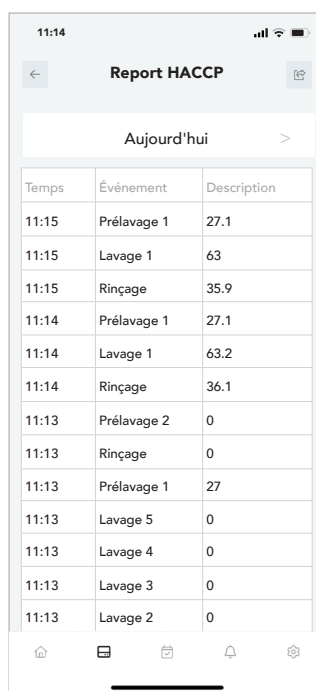 11:14
Report HACCP
Aujourd'hui >
Temps Événement Description
11:15 Prélavage 1 27.1
11:15 Lavage 1 63
11:15 Rinçage 35.9
11:14 Prélavage 1 27.1
11:14 Lavage 1 63.2
11:14 Rinçage 36.1
11:13 Prélavage 2 0
11:13 Rinçage 0
11:13 Prélavage 1 27
11:13 Lavage 5 0
11:13 Lavage 4 0
11:13 Lavage 3 0
11:13 Lavage 2 0